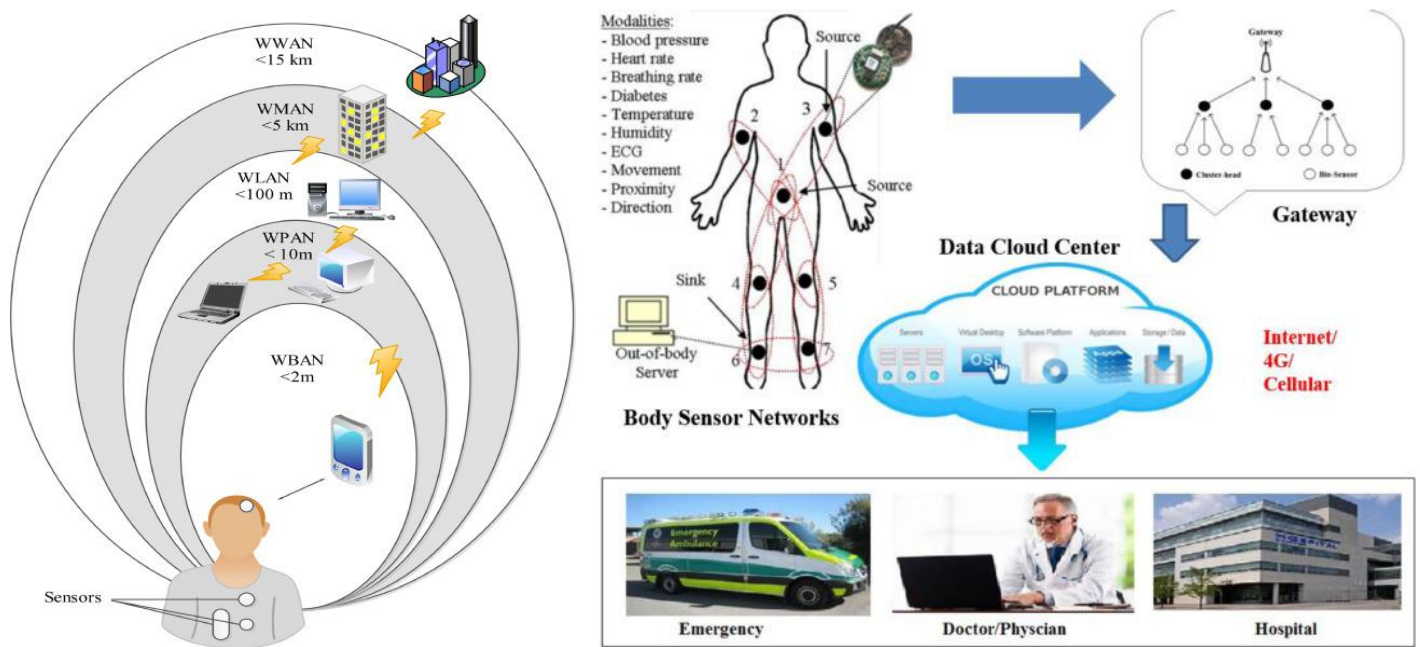 WWAN
<15 km
WMAN
<5 km
WLAN
<100 m
WPAN
< 10m
WBAN
<2m
Sensors
Modalities:
- Blood pressure
- Heart rate
- Breathing rate
- Diabetes
- Temperature
- Humidity
- ECG
- Movement
- Proximity
- Direction
Source
2
3
1
Source
4
5
Sink
6
7
Out-of-body
Server
Body Sensor Networks
Gateway
Cluster-head
Bio-Sensor
Gateway
Data Cloud Center
CLOUD PLATFORM
Servers
Virtual Desktop
Software Platform
Applications
Storage / Data
OS
Internet/
4G/
Cellular
Emergency
Ambulance
HOSPITAL
Emergency
Doctor/Physcian
Hospital